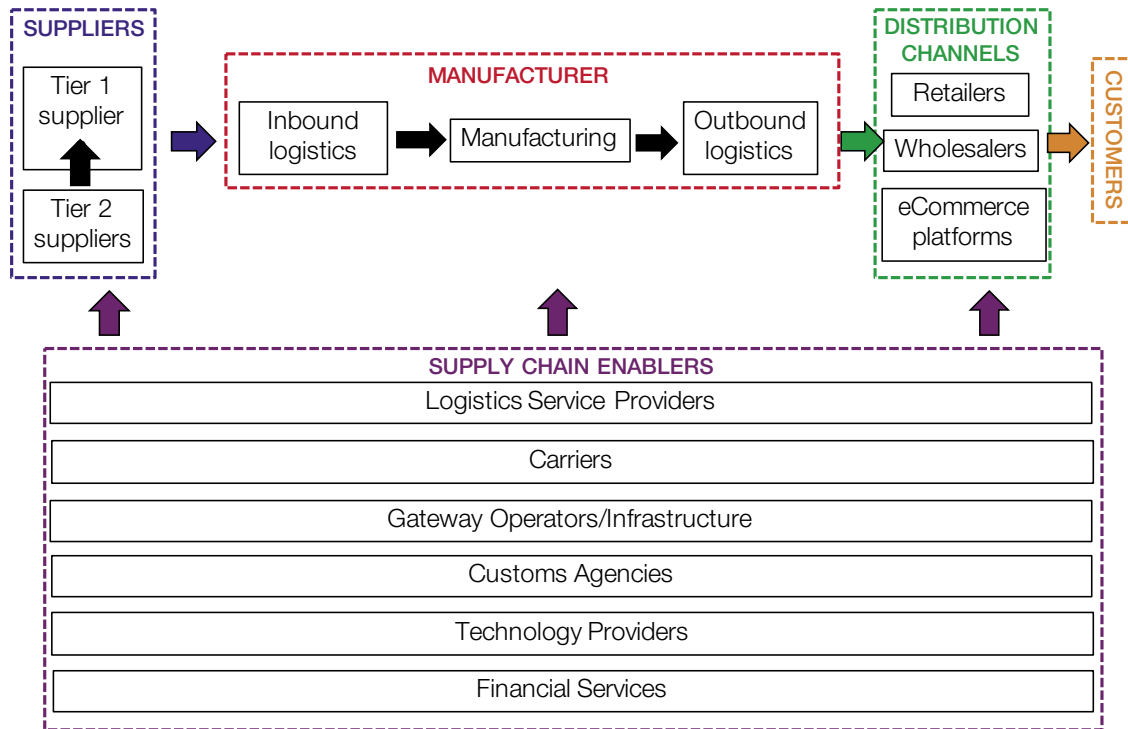 SUPPLIERS
Tier 1
supplier
Tier 2
suppliers
MANUFACTURER
Inbound
logistics
Manufacturing
Outbound
logistics
DISTRIBUTION
CHANNELS
Retailers
Wholesalers
eCommerce
platforms
CUSTOMERS
SUPPLY CHAIN ENABLERS
Logistics Service Providers
Carriers
Gateway Operators/Infrastructure
Customs Agencies
Technology Providers
Financial Services